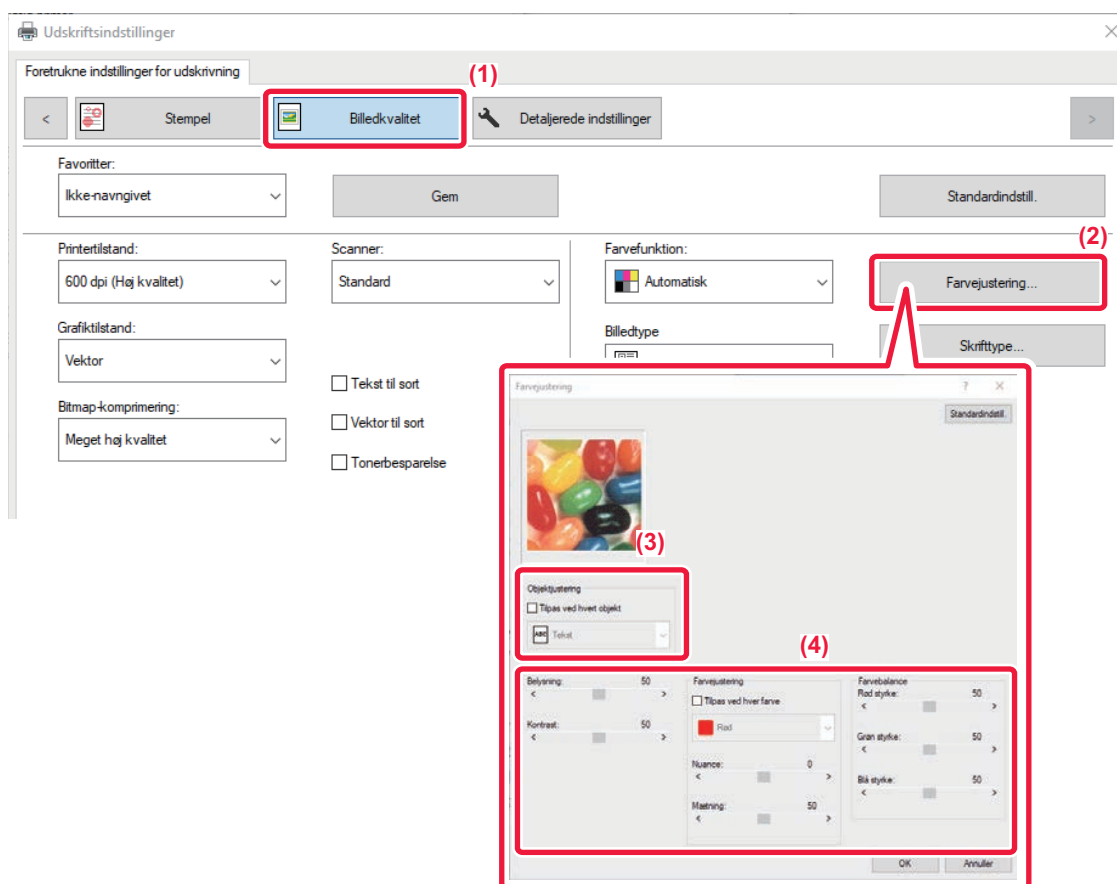 Udskriftsindstillinger
Foretrukne indstillinger for udskrivning
(1)
< Stempel Billedkvalitet Detaljerede indstillinger >
Favoritter:
Ikke-navngivet Gem Standardindstill.
(2)
Printertilstand: Scanner: Farvefunktion:
600 dpi (Høj kvalitet) Standard Automatisk Farvejustering...
Grafiktilstand: Billedtype
Vektor Skrifttype...
Tekst til sort
Bitmap-komprimering:
Vektor til sort
Meget høj kvalitet
Tonerbesparelse
Farvejustering ? ×
Standardindstill.
(3)
Objektjustering
Tilpas ved hvert objekt
ABC Tekst
(4)
Belysning: 50 Farvejustering Farvebalance
< > Tilpas ved hver farve Rød styrke: 50
< >
Kontrast: 50 Rød Grøn styrke: 50
< > < >
Nuance: 0 Blå styrke: 50
< > < >
Mætning: 50
< >
OK Annuller